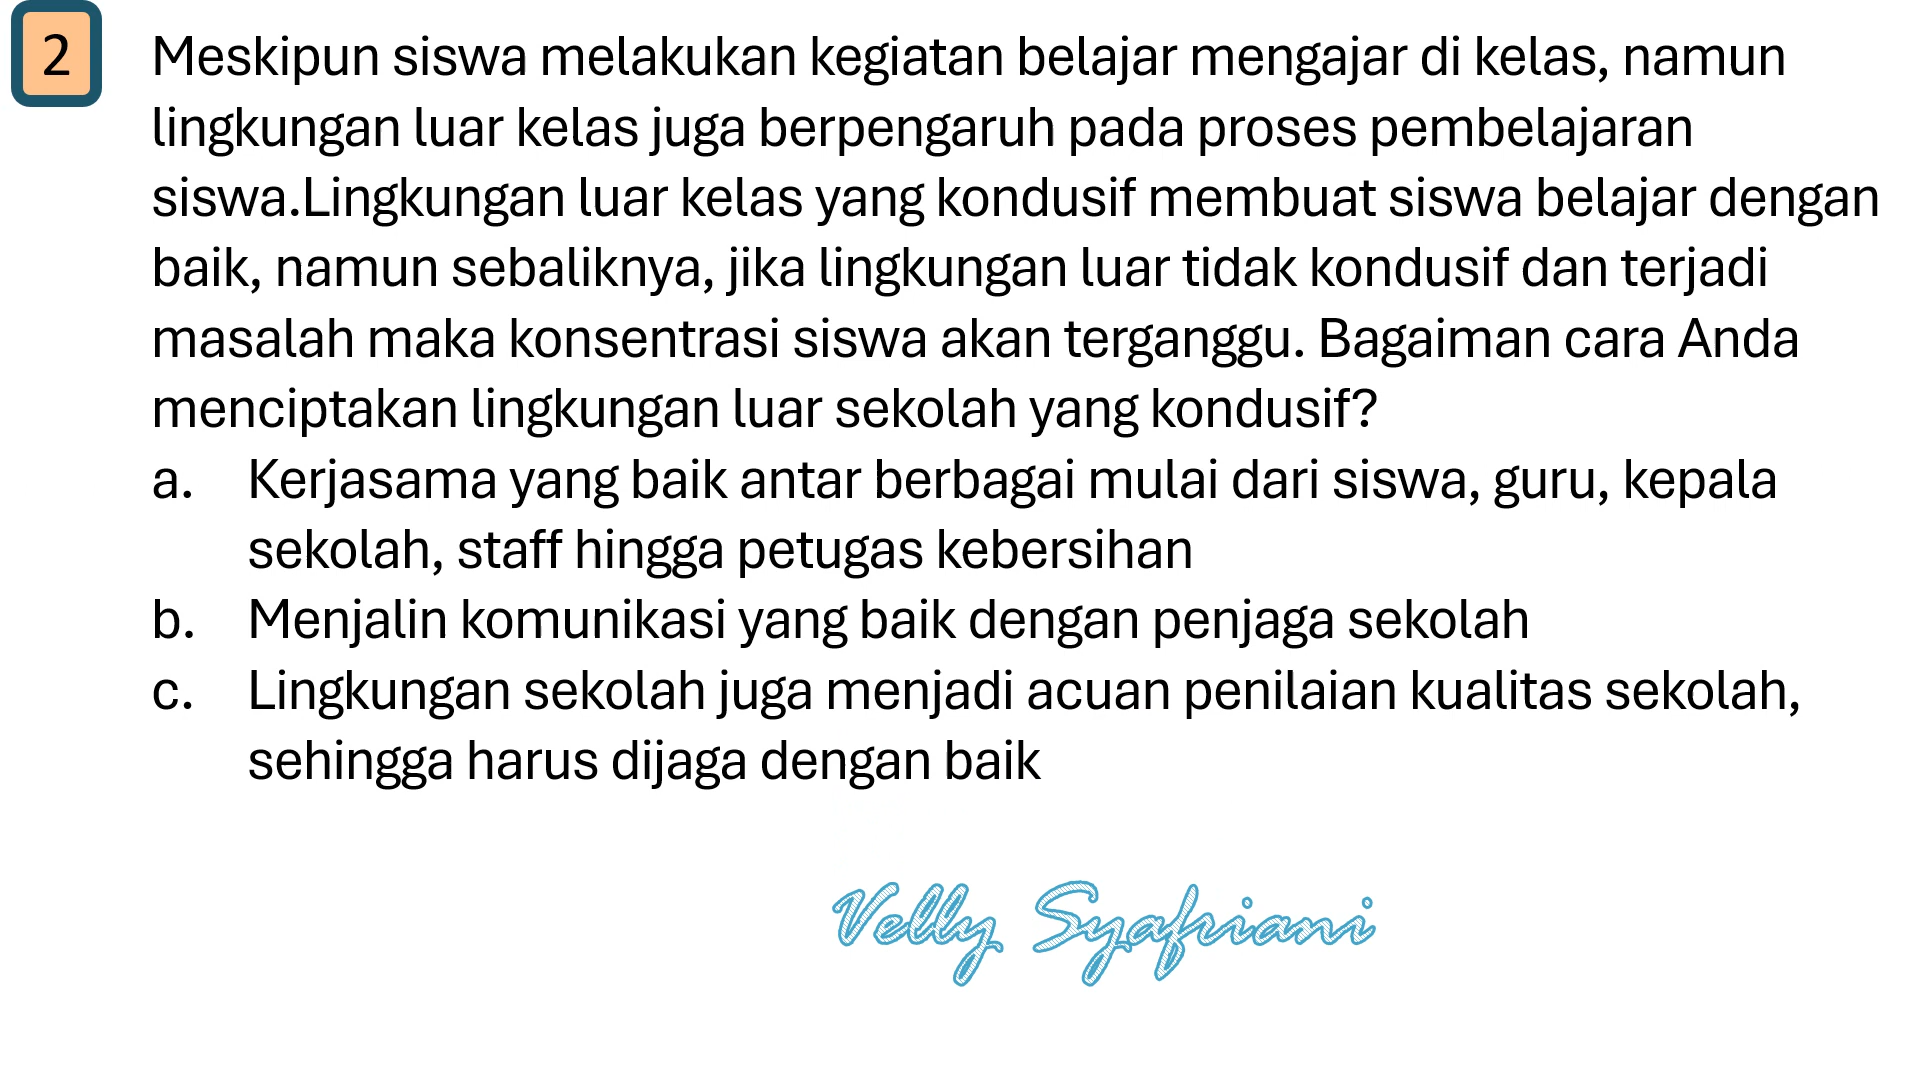 2
Meskipun siswa melakukan kegiatan belajar mengajar di kelas, namun
lingkungan luar kelas juga berpengaruh pada proses pembelajaran
siswa.Lingkungan luar kelas yang kondusif membuat siswa belajar dengan
baik, namun sebaliknya, jika lingkungan luar tidak kondusif dan terjadi
masalah maka konsentrasi siswa akan terganggu. Bagaiman cara Anda
menciptakan lingkungan luar sekolah yang kondusif?
a. Kerjasama yang baik antar berbagai mulai dari siswa, guru, kepala
sekolah, staff hingga petugas kebersihan
b. Menjalin komunikasi yang baik dengan penjaga sekolah
c. Lingkungan sekolah juga menjadi acuan penilaian kualitas sekolah,
sehingga harus dijaga dengan baik
Velly Syafriani